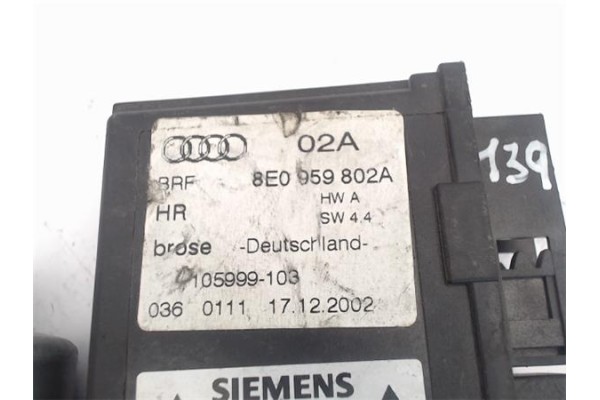 02A
BRF 8E0 959 802A
HR HW A
SW 4.4
brose -Deutschland-
105999-103
036 0111 17.12.2002
SIEMENS
139